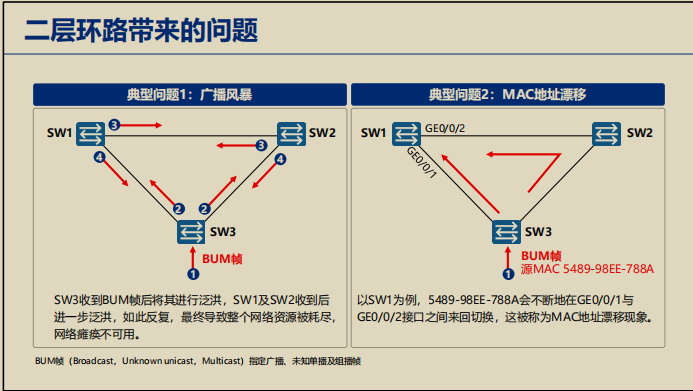 二层环路带来的问题
典型问题1：广播风暴
SW1
3
SW2
3
4
4
2
2
SW3
BUM帧
1
SW3收到BUM帧后将其进行泛洪，SW1及SW2收到后
进一步泛洪，如此反复，最终导致整个网络资源被耗尽，
网络瘫痪不可用。
典型问题2：MAC地址漂移
SW1
GE0/0/2
SW2
GE0/0/1
SW3
BUM帧
源MAC 5489-98EE-788A
1
以SW1为例，5489-98EE-788A会不断地在GE0/0/1与
GE0/0/2接口之间来回切换，这被称为MAC地址漂移现象。
BUM帧（Broadcast，Unknown unicast，Multicast）指定广播、未知单播及组播帧